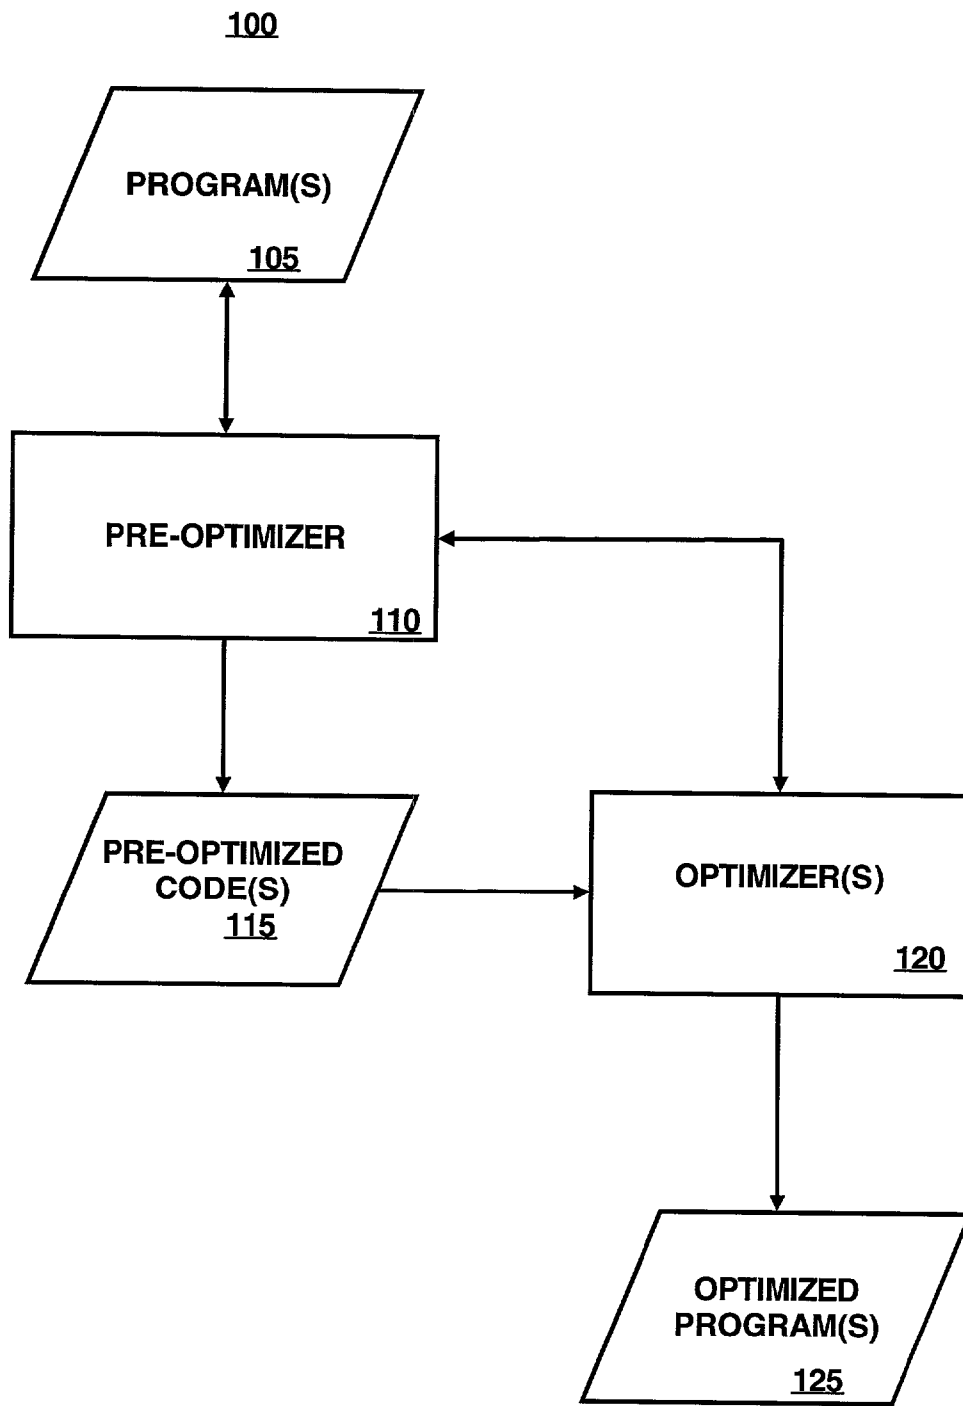 100
PROGRAM(S)
105
PRE-OPTIMIZER
110
PRE-OPTIMIZED
CODE(S)
115
OPTIMIZER(S)
120
OPTIMIZED
PROGRAM(S)
125